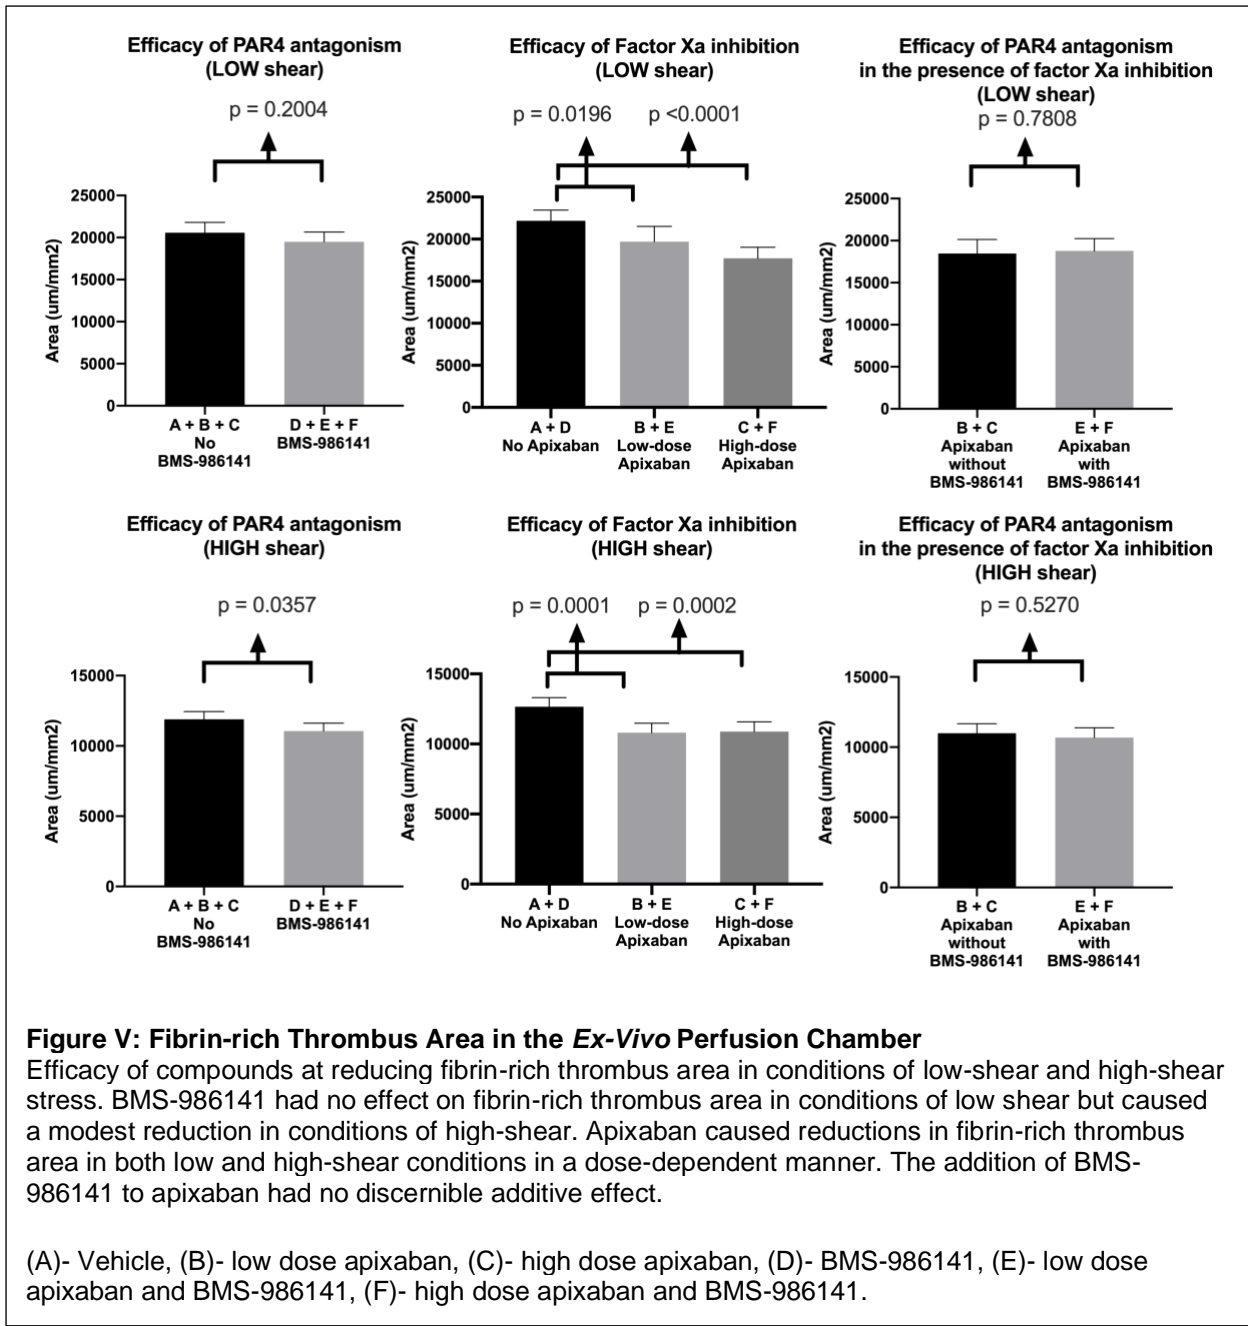 Efficacy of PAR4 antagonism
(LOW shear)
p = 0.2004
25000
20000
15000
10000
5000
0
Area (um/mm2)
A + B + C
No
BMS-986141
D + E + F
BMS-986141
Efficacy of Factor Xa inhibition
(LOW shear)
p = 0.0196
p <0.0001
25000
20000
15000
10000
5000
0
Area (um/mm2)
A + D
No Apixaban
B + E
Low-dose
Apixaban
C + F
High-dose
Apixaban
Efficacy of PAR4 antagonism
in the presence of factor Xa inhibition
(LOW shear)
p = 0.7808
25000
20000
15000
10000
5000
0
Area (um/mm2)
B + C
Apixaban
without
BMS-986141
E + F
Apixaban
with
BMS-986141
Efficacy of PAR4 antagonism
(HIGH shear)
p = 0.0357
15000
10000
5000
0
Area (um/mm2)
A + B + C
No
BMS-986141
D + E + F
BMS-986141
Efficacy of Factor Xa inhibition
(HIGH shear)
p = 0.0001
p = 0.0002
15000
10000
5000
0
Area (um/mm2)
A + D
No Apixaban
B + E
Low-dose
Apixaban
C + F
High-dose
Apixaban
Efficacy of PAR4 antagonism
in the presence of factor Xa inhibition
(HIGH shear)
p = 0.5270
15000
10000
5000
0
Area (um/mm2)
B + C
Apixaban
without
BMS-986141
E + F
Apixaban
with
BMS-986141
Figure V: Fibrin-rich Thrombus Area in the Ex-Vivo Perfusion Chamber
Efficacy of compounds at reducing fibrin-rich thrombus area in conditions of low-shear and high-shear
stress. BMS-986141 had no effect on fibrin-rich thrombus area in conditions of low shear but caused
a modest reduction in conditions of high-shear. Apixaban caused reductions in fibrin-rich thrombus
area in both low and high-shear conditions in a dose-dependent manner. The addition of BMS-
986141 to apixaban had no discernible additive effect.
(A)- Vehicle, (B)- low dose apixaban, (C)- high dose apixaban, (D)- BMS-986141, (E)- low dose
apixaban and BMS-986141, (F)- high dose apixaban and BMS-986141.